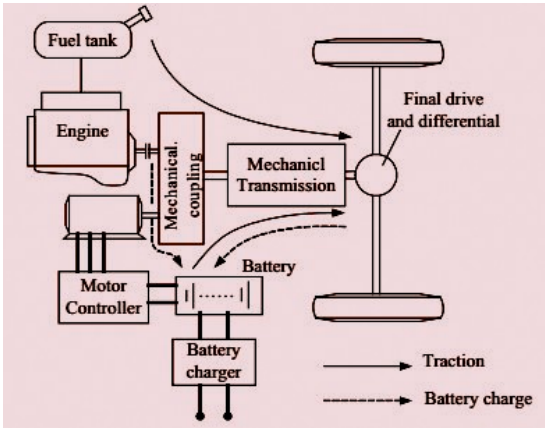 Fuel tank
Engine
Final drive
and differential
Mechanical.
coupling
Mechanicl
Transmission
Battery
Motor
Controller
Battery
charger
Traction
Battery charge